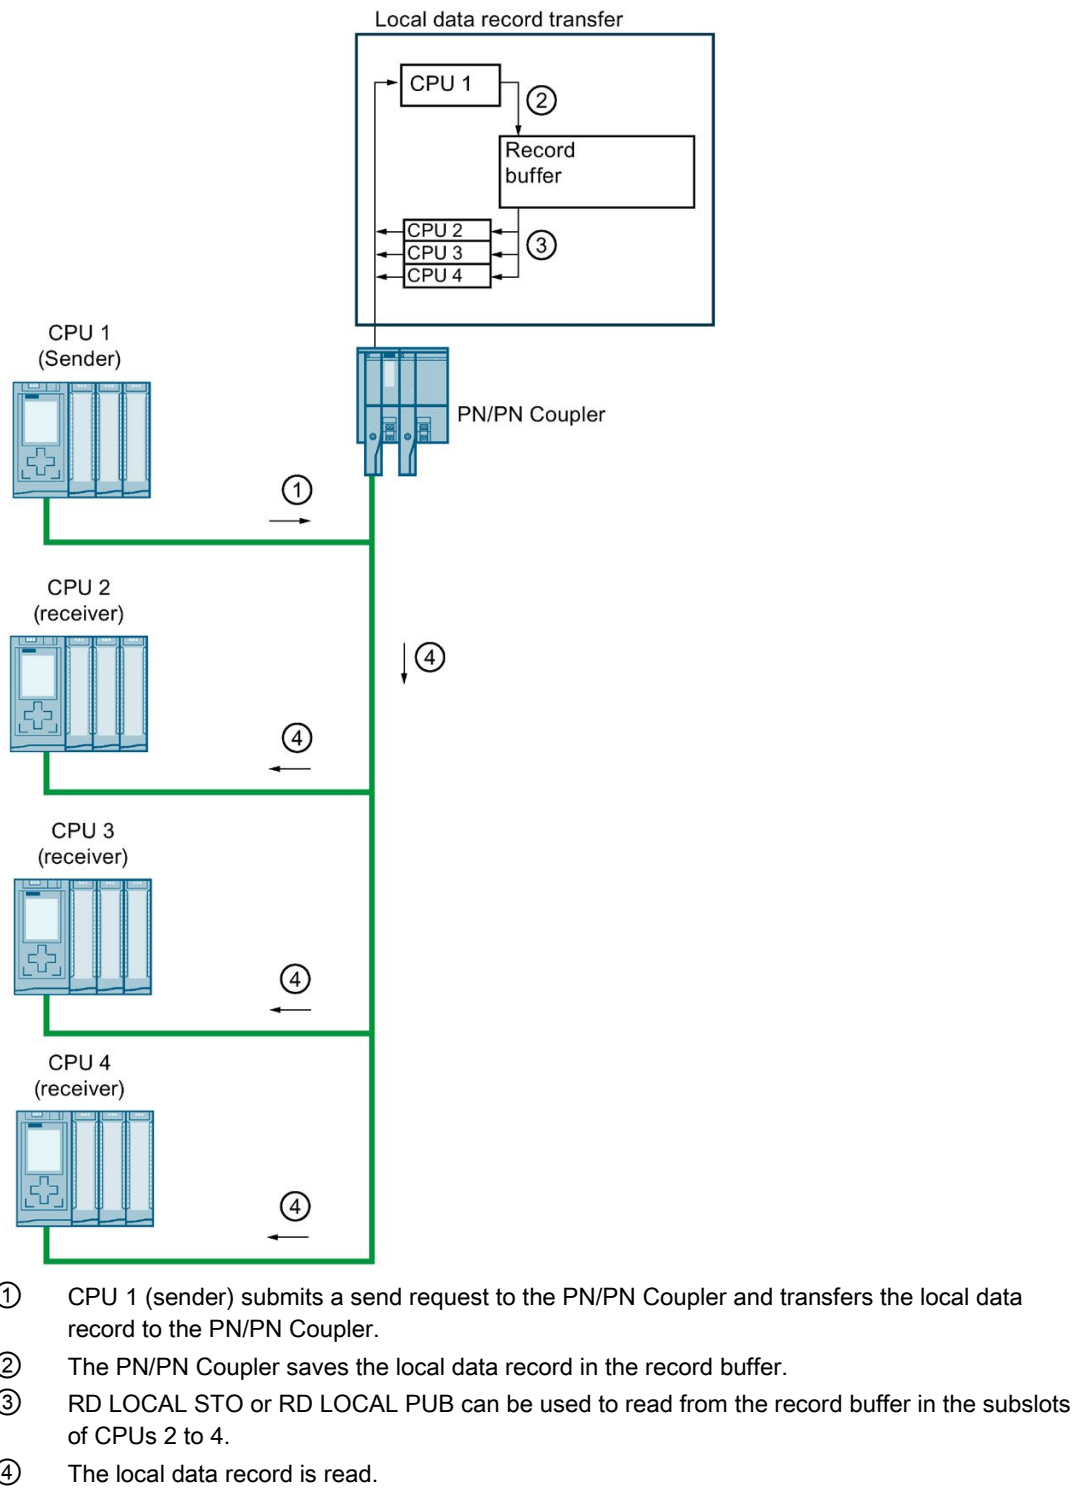 Local data record transfer
CPU 1
②
Record
buffer
CPU 2
③
CPU 3
CPU 4
CPU 1
(Sender)
PN/PN Coupler
①
CPU 2
(receiver)
④
④
CPU 3
(receiver)
④
CPU 4
(receiver)
④
① CPU 1 (sender) submits a send request to the PN/PN Coupler and transfers the local data
record to the PN/PN Coupler.
② The PN/PN Coupler saves the local data record in the record buffer.
③ RD LOCAL STO or RD LOCAL PUB can be used to read from the record buffer in the subslots
of CPUs 2 to 4.
④ The local data record is read.